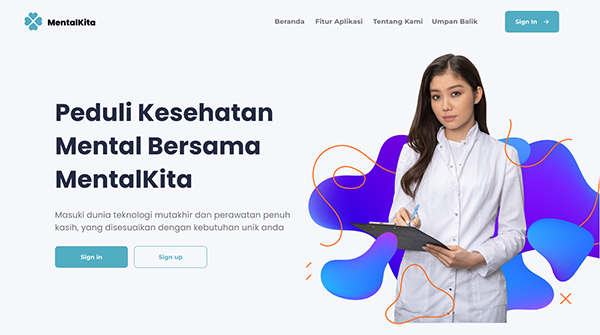 MentalKita
Beranda Fitur Aplikasi Tentang Kami Umpan Balik Sign In →
Peduli Kesehatan
Mental Bersama
MentalKita
Masuki dunia teknologi mutakhir dan perawatan penuh
kasih, yang disesuaikan dengan kebutuhan unik anda
Sign in Sign up